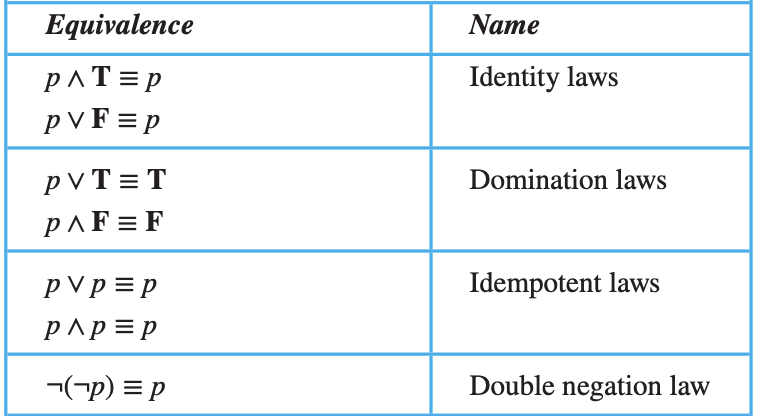 Equivalence Name
p ∧ T ≡ p Identity laws
p ∨ F ≡ p
p ∨ T ≡ T Domination laws
p ∧ F ≡ F
p ∨ p ≡ p Idempotent laws
p ∧ p ≡ p
¬(¬p) ≡ p Double negation law